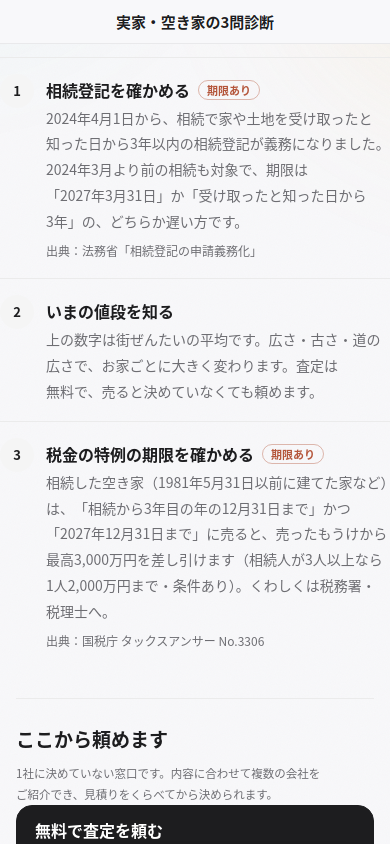 実家・空き家の3問診断
1 相続登記を確かめる 期限あり
2024年4月1日から、相続で家や土地を受け取ったと
知った日から3年以内の相続登記が義務になりました。
2024年3月より前の相続も対象で、期限は
「2027年3月31日」か「受け取ったと知った日から
3年」の、どちらか遅い方です。
出典：法務省「相続登記の申請義務化」
2 いまの値段を知る
上の数字は街ぜんたいの平均です。広さ・古さ・道の
広さで、お家ごとに大きく変わります。査定は
無料で、売ると決めていなくても頼めます。
3 税金の特例の期限を確かめる 期限あり
相続した空き家（1981年5月31日以前に建てた家など）
は、「相続から3年目の年の12月31日まで」かつ
「2027年12月31日まで」に売ると、売ったもうけから
最高3,000万円を差し引けます（相続人が3人以上なら
1人2,000万円まで・条件あり）。くわしくは税務署・
税理士へ。
出典：国税庁 タックスアンサー No.3306
ここから頼めます
1社に決めていない窓口です。内容に合わせて複数の会社を
ご紹介でき、見積りをくらべてから決められます。
無料で査定を頼む